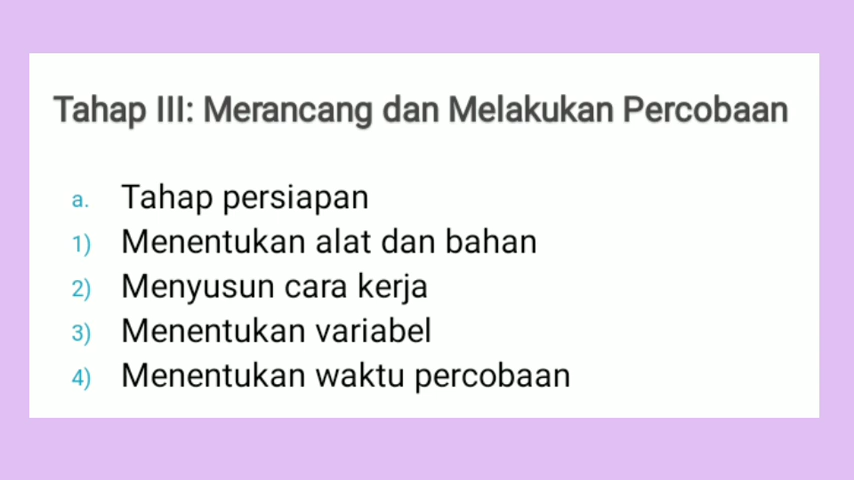 Tahap III: Merancang dan Melakukan Percobaan
a. Tahap persiapan
1) Menentukan alat dan bahan
2) Menyusun cara kerja
3) Menentukan variabel
4) Menentukan waktu percobaan